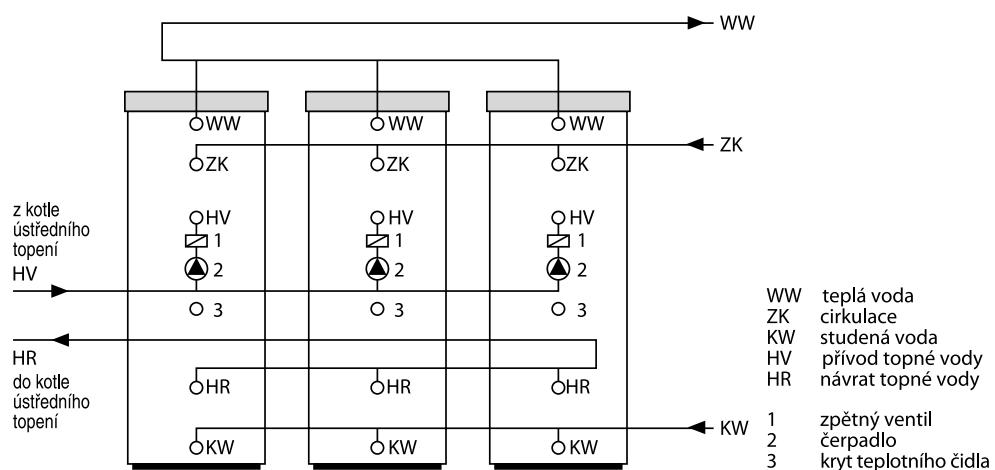 WW
WW WW WW
ZK
ZK ZK ZK
z kotle
ústředního
topení
HV
HV HV HV
1 1 1
2 2 2
3 3 3
HR
do kotle
ústředního
topení
HR HR HR
KW
KW KW KW
WW teplá voda
ZK cirkulace
KW studená voda
HV přívod topné vody
HR návrat topné vody
1 zpětný ventil
2 čerpadlo
3 kryt teplotního čidla